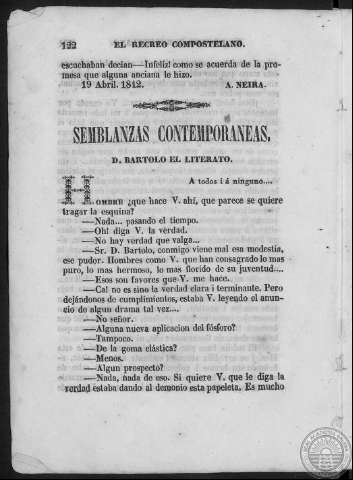 122 EL RECREO COMPOSTELANO.
escuchaban decian—Infeliz! como se acuerda de la pro-
mesa que alguna anciana le hizo.
19 Abril. 1842. A. NEIRA.
SEMBLANZAS CONTEMPORANEAS,
D. BARTOLO EL LITERATO.
A todos i á ninguno....
HOMBRE ¿que hace V. ahí, que parece se quiere
tragar la esquina?
—Nada... pasando el tiempo.
—Oh! diga V. la verdad.
—No hay verdad que valga...
—Sr. D. Bartolo, conmigo viene mal esa modestia,
ese pudor. Hombres como V. que han consagrado lo mas
puro, lo mas hermoso, lo mas florido de su juventud....
—Esos son favores que V. me hace.
—Ca! no es sino la verdad clara i terminante. Pero
dejándonos de cumplimientos, estaba V. leyendo el anun-
cio de algun drama tal vez....
—No señor.
—Alguna nueva aplicacion del fósforo?
—Tampoco.
—De la goma elástica?
—Menos.
—Algun prospecto?
—Nada, nada de eso. Si quiere V. que le diga la
verdad estaba dando al demonio esta papeleta. Es mucho